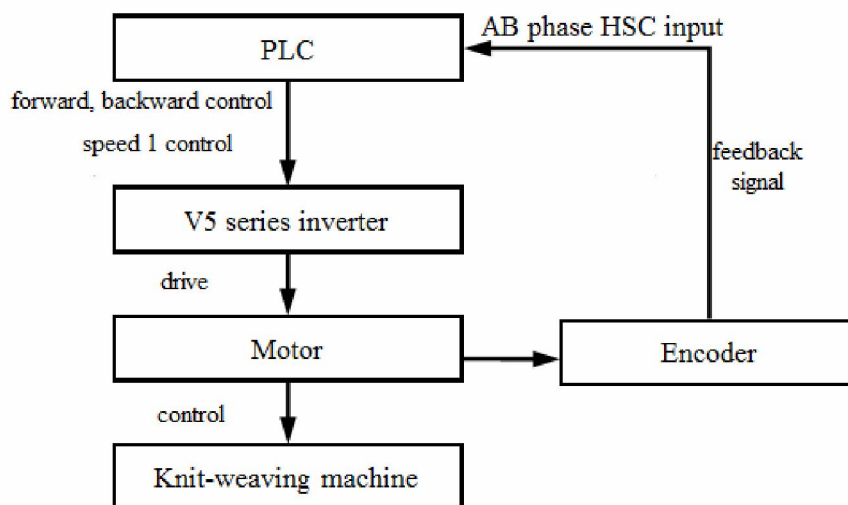 AB phase HSC input
PLC
forward, backward control
speed 1 control
feedback
signal
V5 series inverter
drive
Motor
Encoder
control
Knit-weaving machine